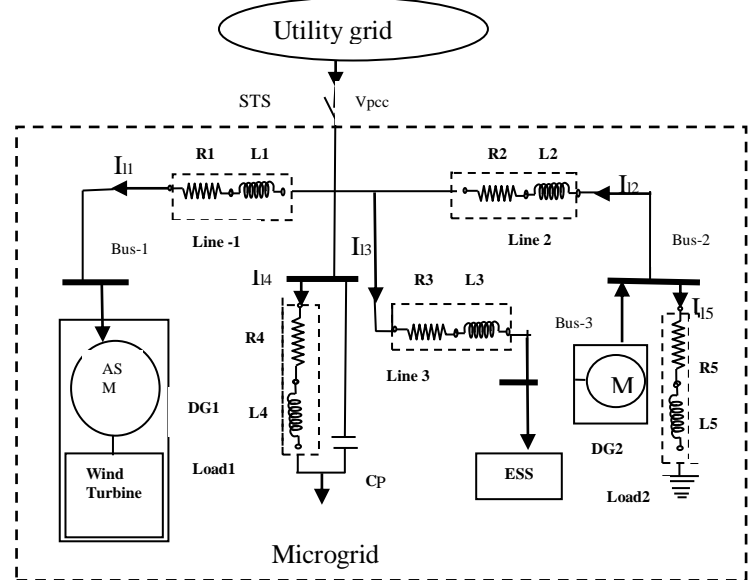 Utility grid
STS Vpcc
R1 L1
R2 L2
Il1
Il2
Line -1
Line 2
Bus-1
Bus-2
Il3
Il4
R3 L3
Il5
Bus-3
R4
R5
AS
M
Line 3
M
L4
L5
DG1
DG2
Wind
Turbine
Load1
CP
ESS
Load2
Microgrid